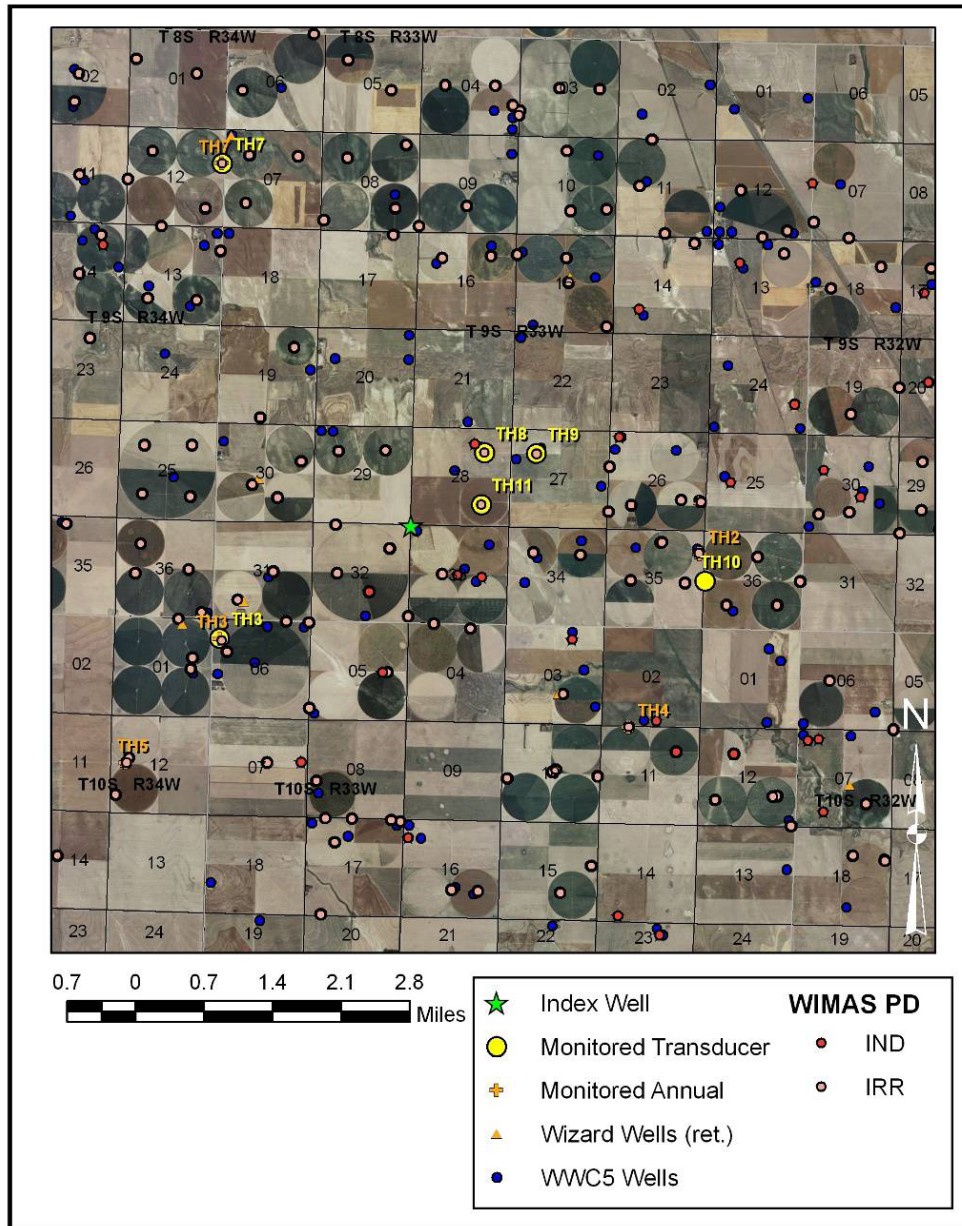 T 8S R34W T 8S R33W
02 01 06 05 04 03 02 01 06 05
TH7 TH7
11 12 07 08 09 10 11 12 07 08
14 13 18 17 16 15 14 13 18 17
T 9S R34W T 9S R33W T 9S R32W
23 24 19 20 21 22 23 24 19 20
TH8 TH9
26 25 30 29 28 27 26 25 30 29
TH11
TH2
35 36 31 32 33 34 35 36 31 32
TH10
TH3 TH3
02 01 06 05 04 03 02 01 06 05
TH4
N
TH5
11 12 07 08 09 10 11 12 07 08
T10S R34W T10S R33W T10S R32W
14 13 18 17 16 15 14 13 18 17
23 24 19 20 21 22 23 24 19 20
0.7 0 0.7 1.4 2.1 2.8
Miles
Index Well
Monitored Transducer
Monitored Annual
Wizard Wells (ret.)
WWC5 Wells
WIMAS PD
IND
IRR